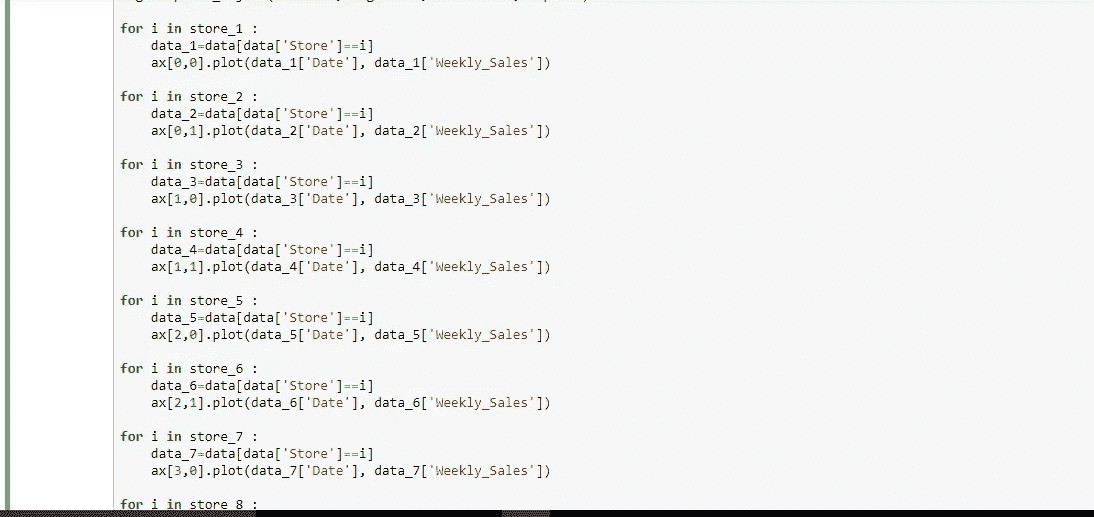 for i in store_1 :
    data_1=data[data['Store']==i]
    ax[0,0].plot(data_1['Date'], data_1['Weekly_Sales'])
for i in store_2 :
    data_2=data[data['Store']==i]
    ax[0,1].plot(data_2['Date'], data_2['Weekly_Sales'])
for i in store_3 :
    data_3=data[data['Store']==i]
    ax[1,0].plot(data_3['Date'], data_3['Weekly_Sales'])
for i in store_4 :
    data_4=data[data['Store']==i]
    ax[1,1].plot(data_4['Date'], data_4['Weekly_Sales'])
for i in store_5 :
    data_5=data[data['Store']==i]
    ax[2,0].plot(data_5['Date'], data_5['Weekly_Sales'])
for i in store_6 :
    data_6=data[data['Store']==i]
    ax[2,1].plot(data_6['Date'], data_6['Weekly_Sales'])
for i in store_7 :
    data_7=data[data['Store']==i]
    ax[3,0].plot(data_7['Date'], data_7['Weekly_Sales'])
for i in store_8 :